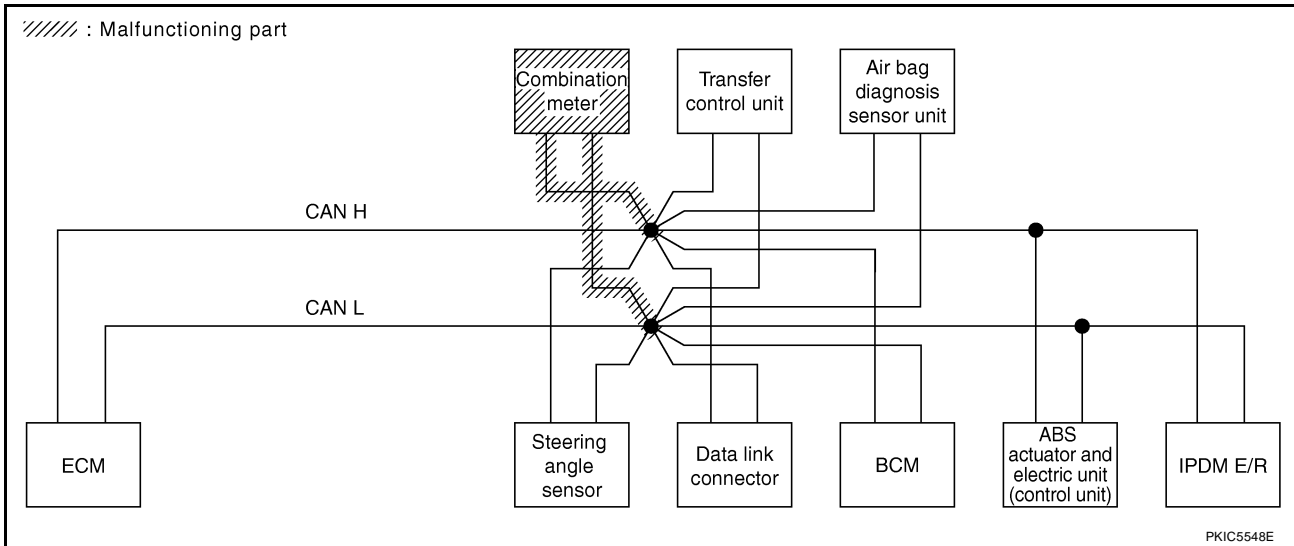 : Malfunctioning part
Combination
meter
Transfer
control unit
Air bag
diagnosis
sensor unit
CAN H
CAN L
ECM
Steering
angle
sensor
Data link
connector
BCM
ABS
actuator and
electric unit
(control unit)
IPDM E/R
PKIC5548E